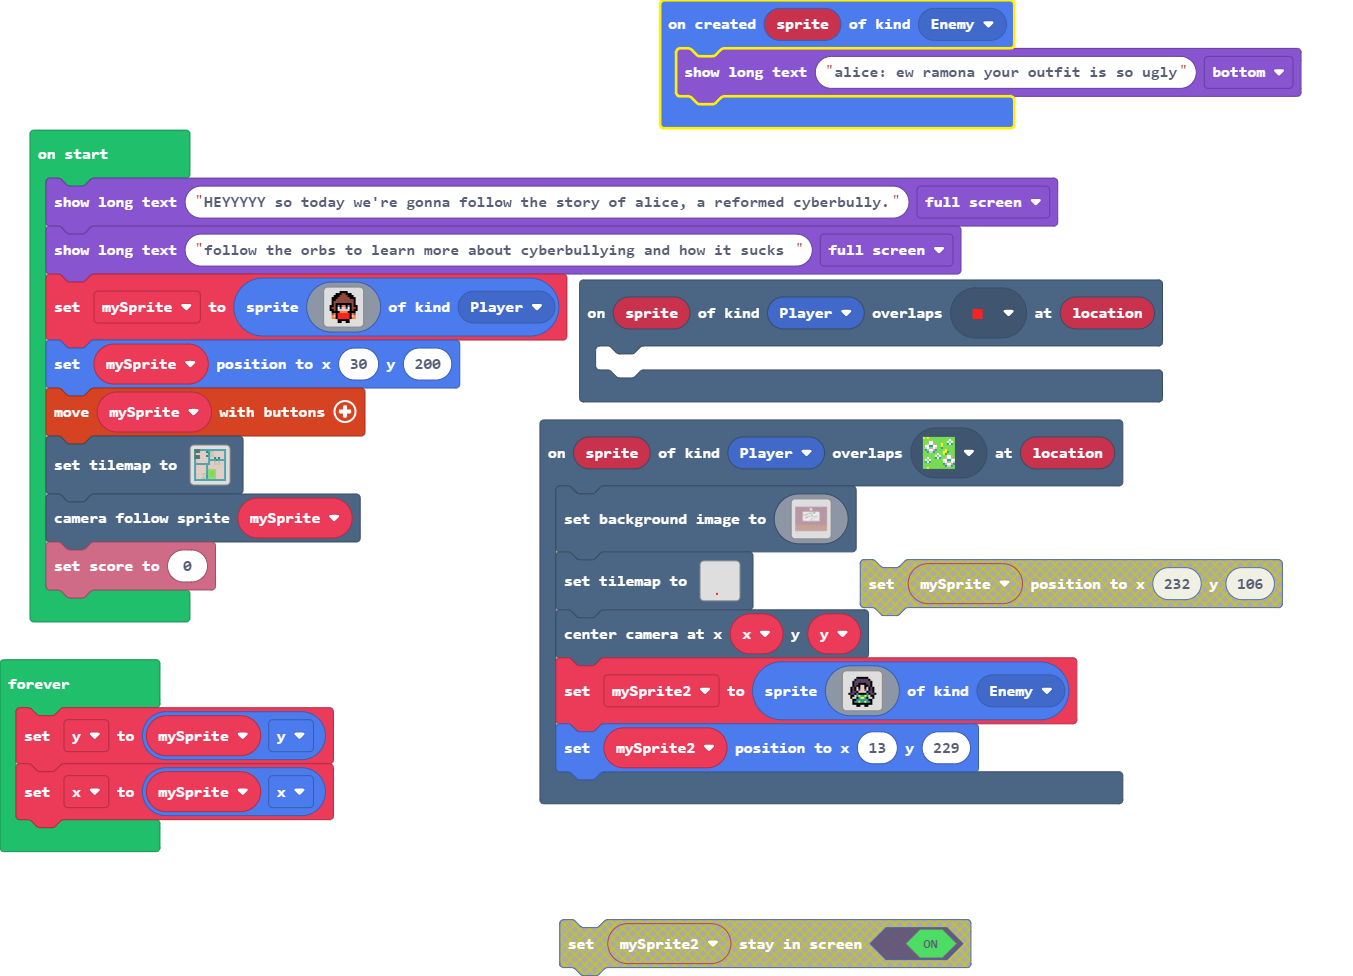 on created sprite of kind Enemy
show long text "alice: ew ramona your outfit is so ugly" bottom
on start
show long text "HEYYYYY so today we're gonna follow the story of alice, a reformed cyberbully." full screen
show long text "follow the orbs to learn more about cyberbullying and how it sucks " full screen
set mySprite to sprite of kind Player
set mySprite position to x 30 y 200
move mySprite with buttons
set tilemap to
camera follow sprite mySprite
set score to 0
on sprite of kind Player overlaps at location
on sprite of kind Player overlaps at location
set background image to
set tilemap to
center camera at x x y y
set mySprite2 to sprite of kind Enemy
set mySprite2 position to x 13 y 229
set mySprite position to x 232 y 106
forever
set y to mySprite y
set x to mySprite x
set mySprite2 stay in screen ON